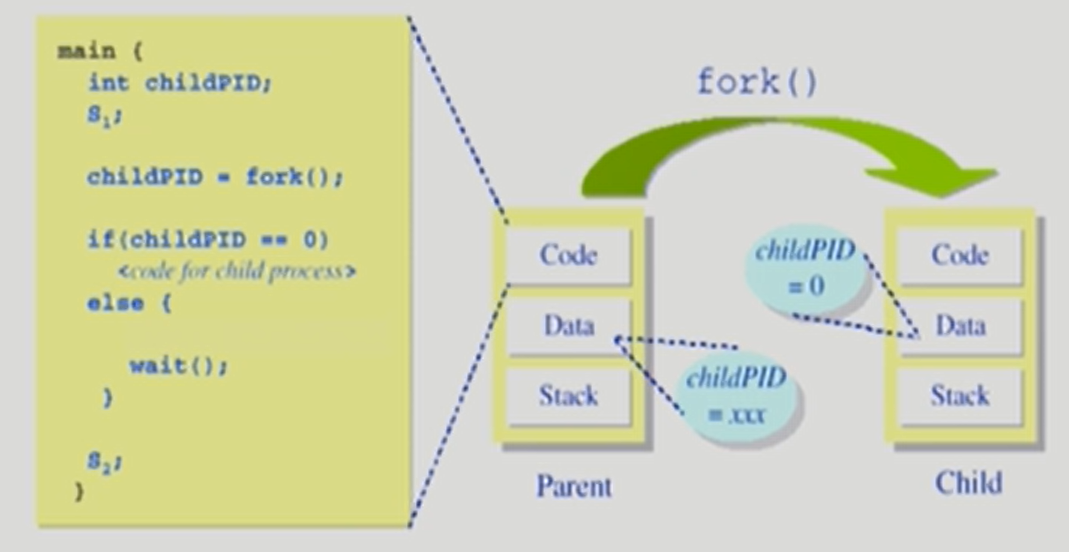 main {
int childPID;
S1;
childPID = fork();
if(childPID == 0)
<code for child process>
else {
wait();
}
S2;
}
fork()
Code
Data
Stack
Parent
childPID
= xxx
childPID
= 0
Code
Data
Stack
Child